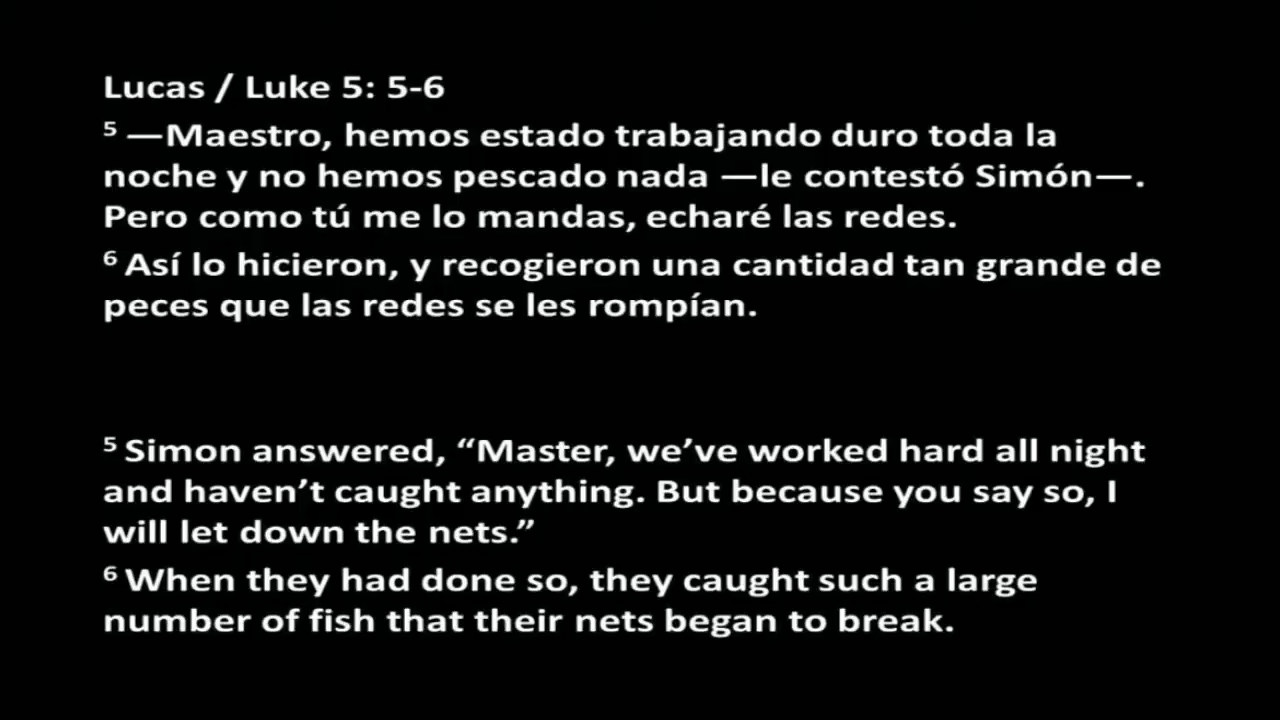 Lucas / Luke 5: 5-6
⁵ —Maestro, hemos estado trabajando duro toda la
noche y no hemos pescado nada —le contestó Simón—.
Pero como tú me lo mandas, echaré las redes.
⁶ Así lo hicieron, y recogieron una cantidad tan grande de
peces que las redes se les rompían.
⁵ Simon answered, “Master, we’ve worked hard all night
and haven’t caught anything. But because you say so, I
will let down the nets.”
⁶ When they had done so, they caught such a large
number of fish that their nets began to break.